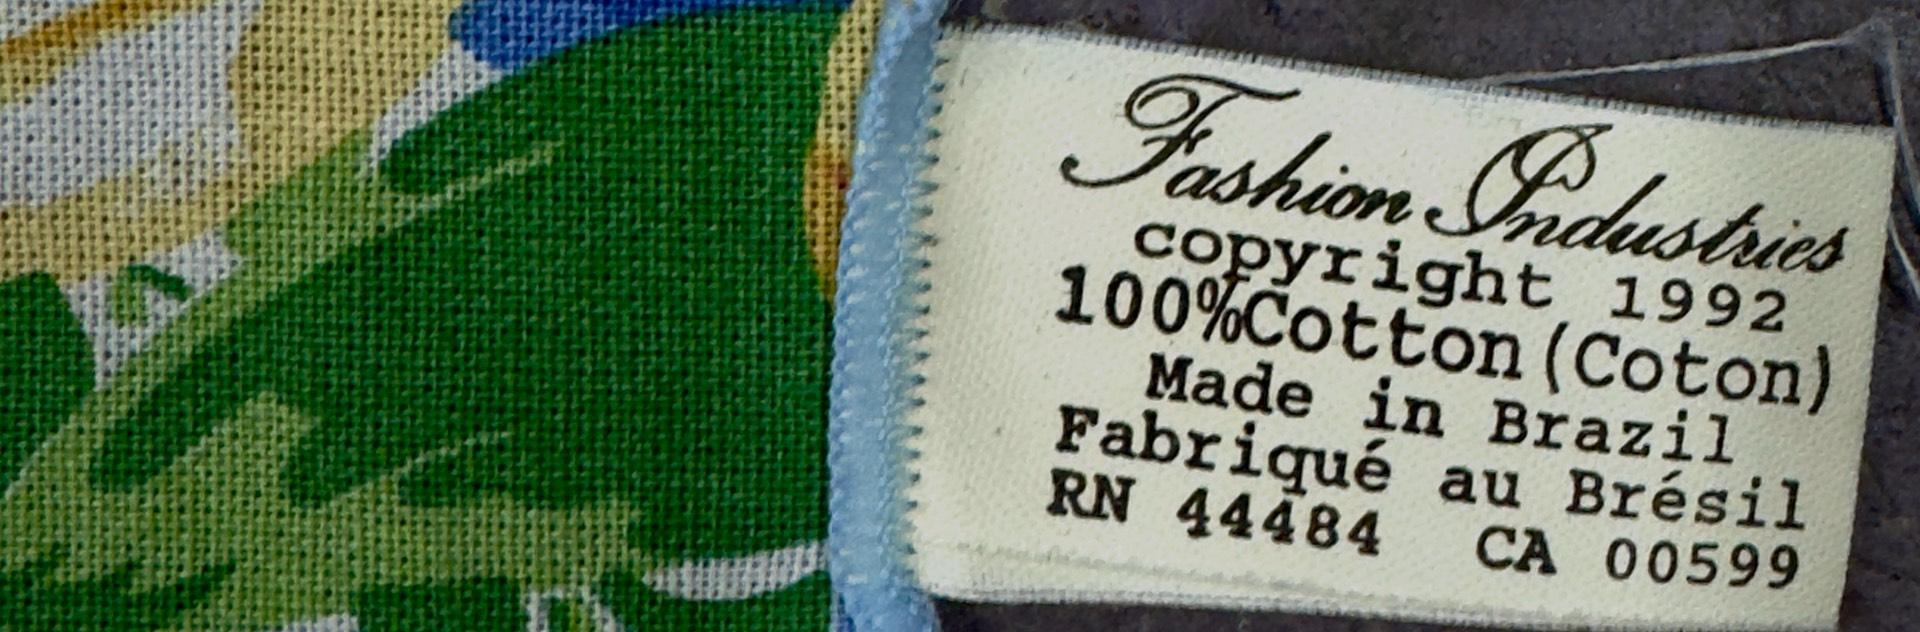 Fashion Industries
copyright 1992
100%Cotton(Coton)
Made in Brazil
Fabriqué au Brésil
RN 44484 CA 00599